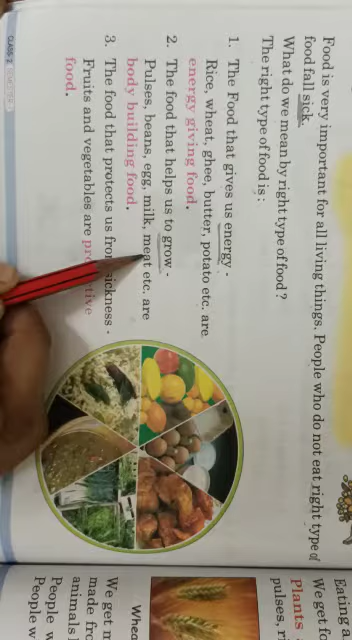 Food is very important for all living things. People who do not eat right type of
food fall sick.
What do we mean by right type of food ?
The right type of food is :
1. The Food that gives us energy -
Rice, wheat, ghee, butter, potato etc. are
energy giving food.
2. The food that helps us to grow -
Pulses, beans, egg, milk, meat etc. are
body building food.
3. The food that protects us from sickness -
Fruits and vegetables are
food.
CLASS-2
Eating
We get
Plants
pulses,
We get
made
animals
People
People